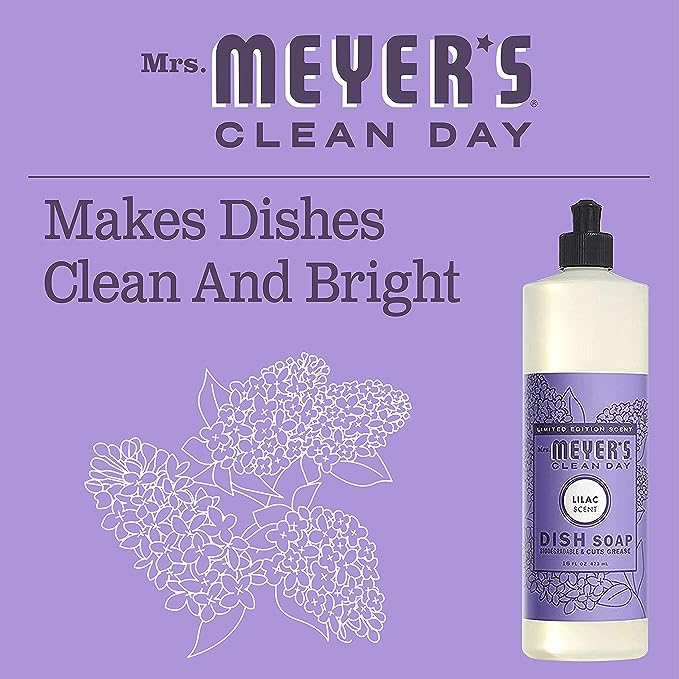 Mrs. MEYER'S®
CLEAN DAY
Makes Dishes
Clean And Bright
LIMITED EDITION SCENT
Mrs. MEYER'S
CLEAN DAY
LILAC
SCENT
DISH SOAP
BIODEGRADABLE & CUTS GREASE
16 FL OZ 473 mL